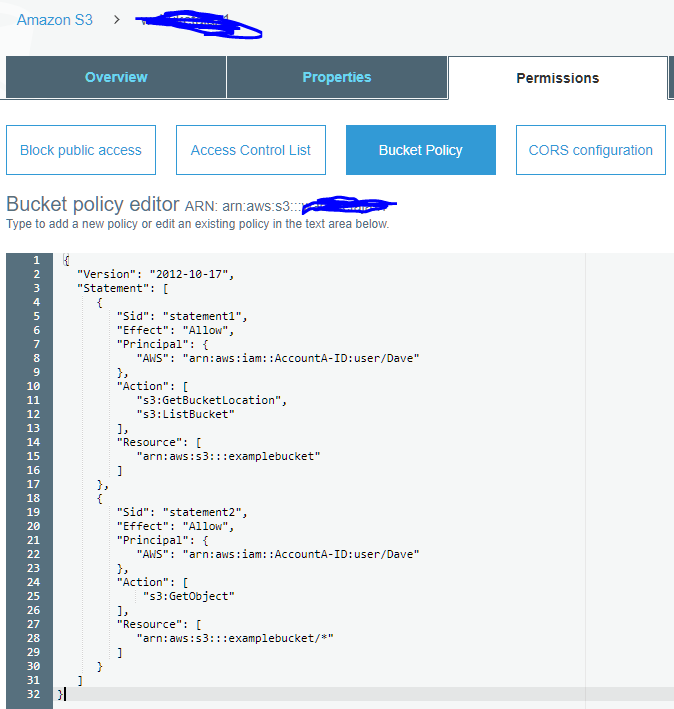 Amazon S3 >
Overview Properties Permissions
Block public access Access Control List Bucket Policy CORS configuration
Bucket policy editor ARN: arn:aws:s3:::
Type to add a new policy or edit an existing policy in the text area below.
1 {
2 "Version": "2012-10-17",
3 "Statement": [
4 {
5 "Sid": "statement1",
6 "Effect": "Allow",
7 "Principal": {
8 "AWS": "arn:aws:iam::AccountA-ID:user/Dave"
9 },
10 "Action": [
11 "s3:GetBucketLocation",
12 "s3:ListBucket"
13 ],
14 "Resource": [
15 "arn:aws:s3:::examplebucket"
16 ]
17 },
18 {
19 "Sid": "statement2",
20 "Effect": "Allow",
21 "Principal": {
22 "AWS": "arn:aws:iam::AccountA-ID:user/Dave"
23 },
24 "Action": [
25 "s3:GetObject"
26 ],
27 "Resource": [
28 "arn:aws:s3:::examplebucket/*"
29 ]
30 }
31 ]
32 }